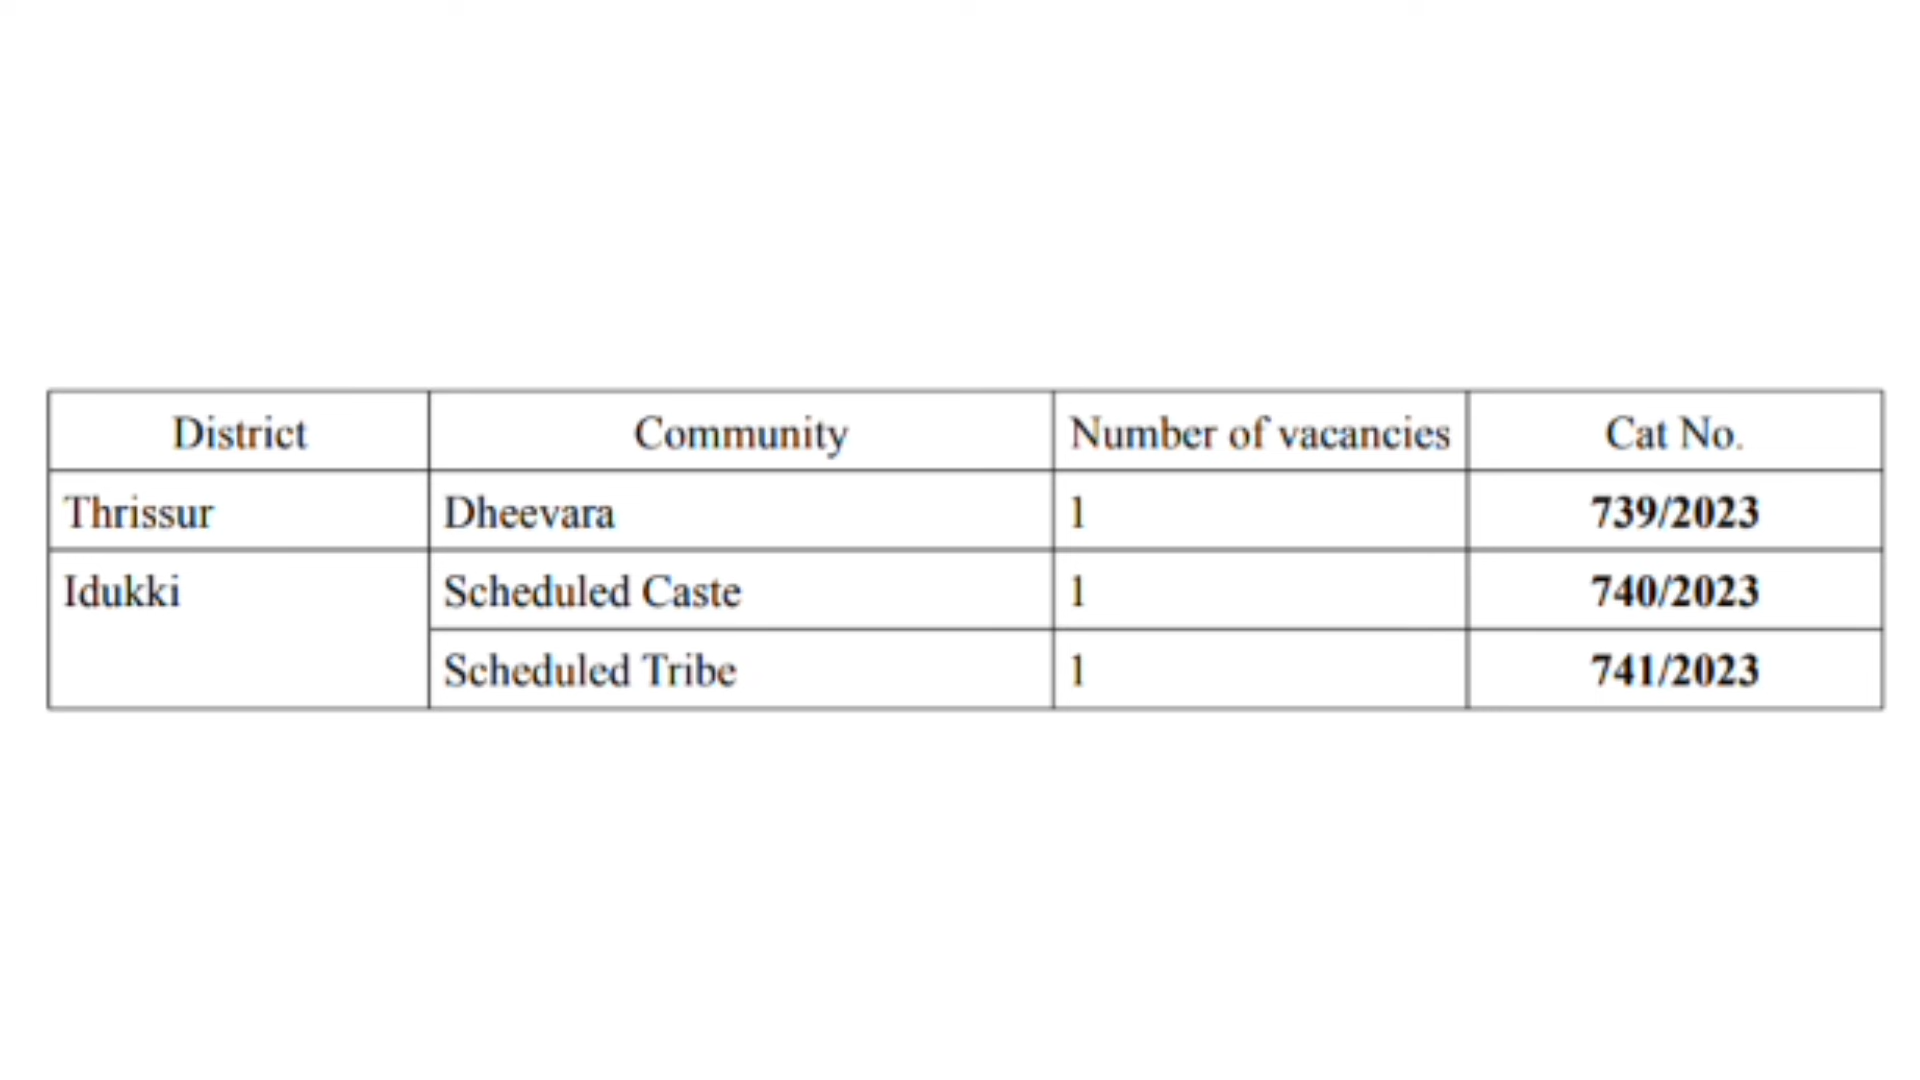 District Community Number of vacancies Cat No.
Thrissur Dheevara 1 739/2023
Idukki Scheduled Caste 1 740/2023
Scheduled Tribe 1 741/2023